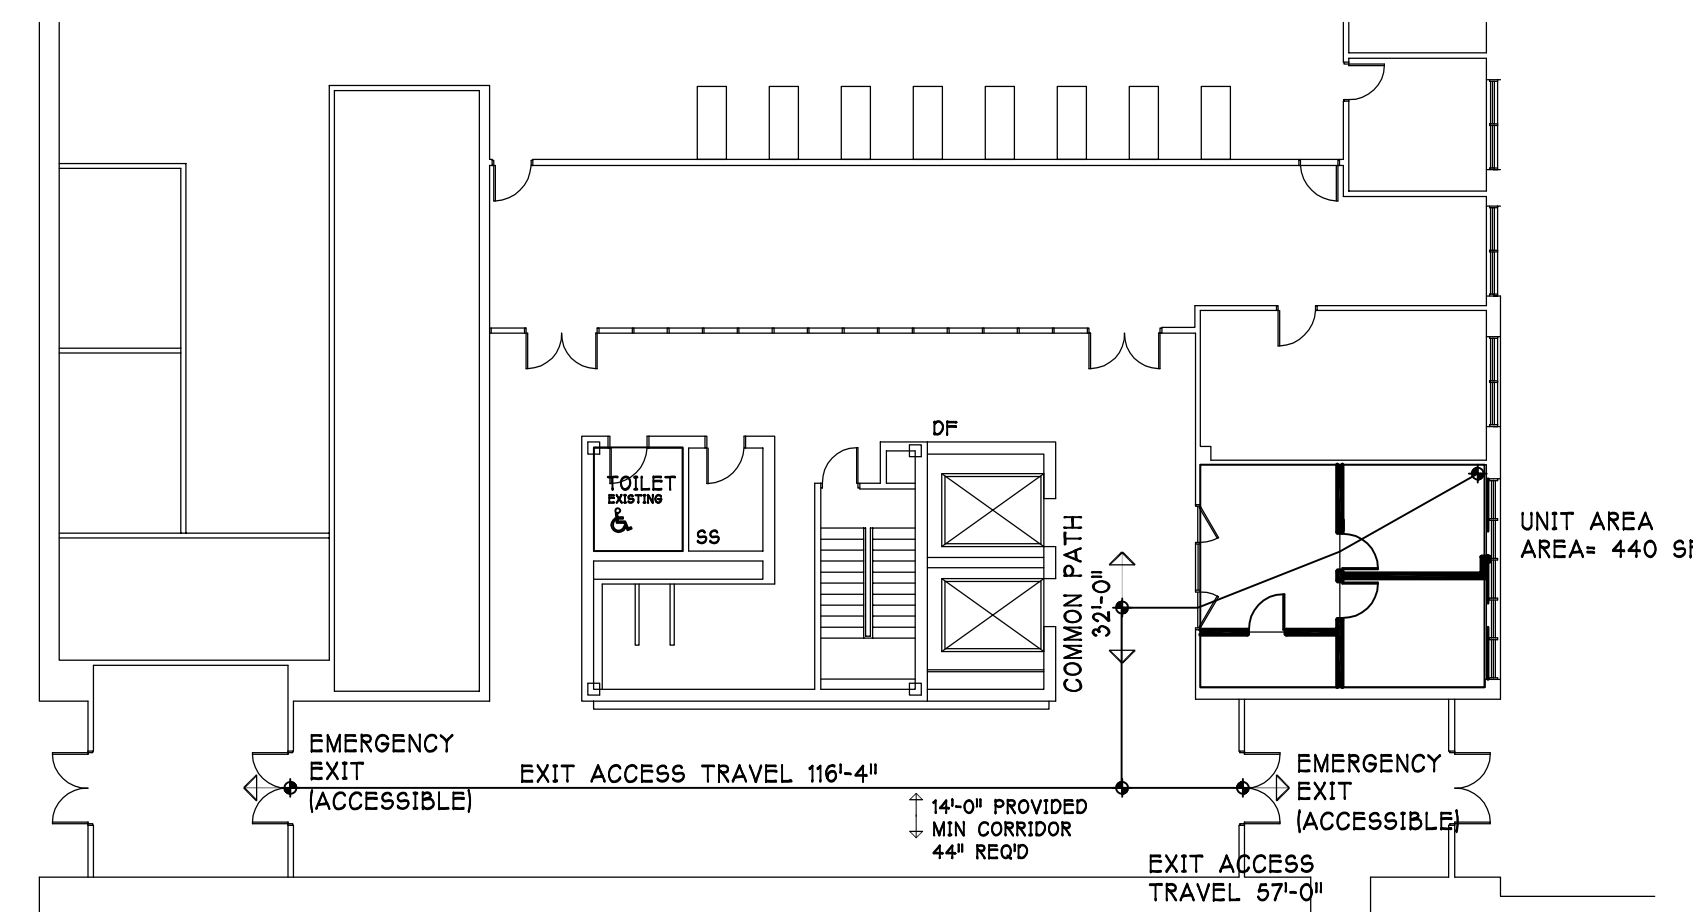 DF
TOILET
EXISTING
SS
COMMON PATH
32'-0"
UNIT AREA
AREA= 440
EMERGENCY
EXIT
(ACCESSIBLE)
EXIT ACCESS TRAVEL 116'-4"
14'-0" PROVIDED
MIN CORRIDOR
44" REQ'D
EMERGENCY
EXIT
(ACCESSIBLE)
EXIT ACCESS
TRAVEL 57'-0"